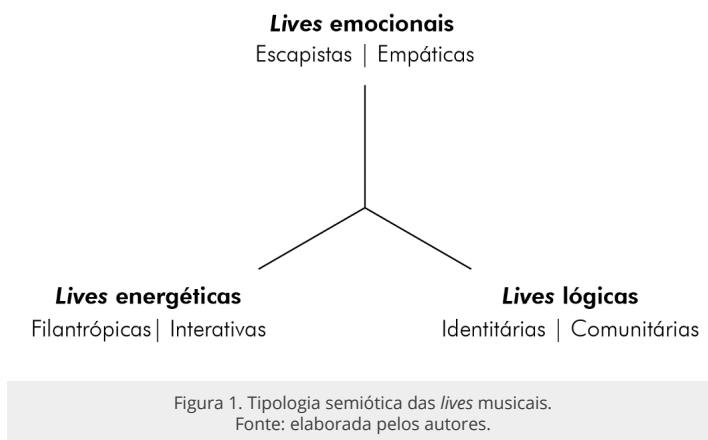 Lives emocionais
Escapistas | Empáticas
Lives energéticas
Filantrópicas | Interativas
Lives lógicas
Identitárias | Comunitárias
Figura 1. Tipologia semiótica das lives musicais.
Fonte: elaborada pelos autores.